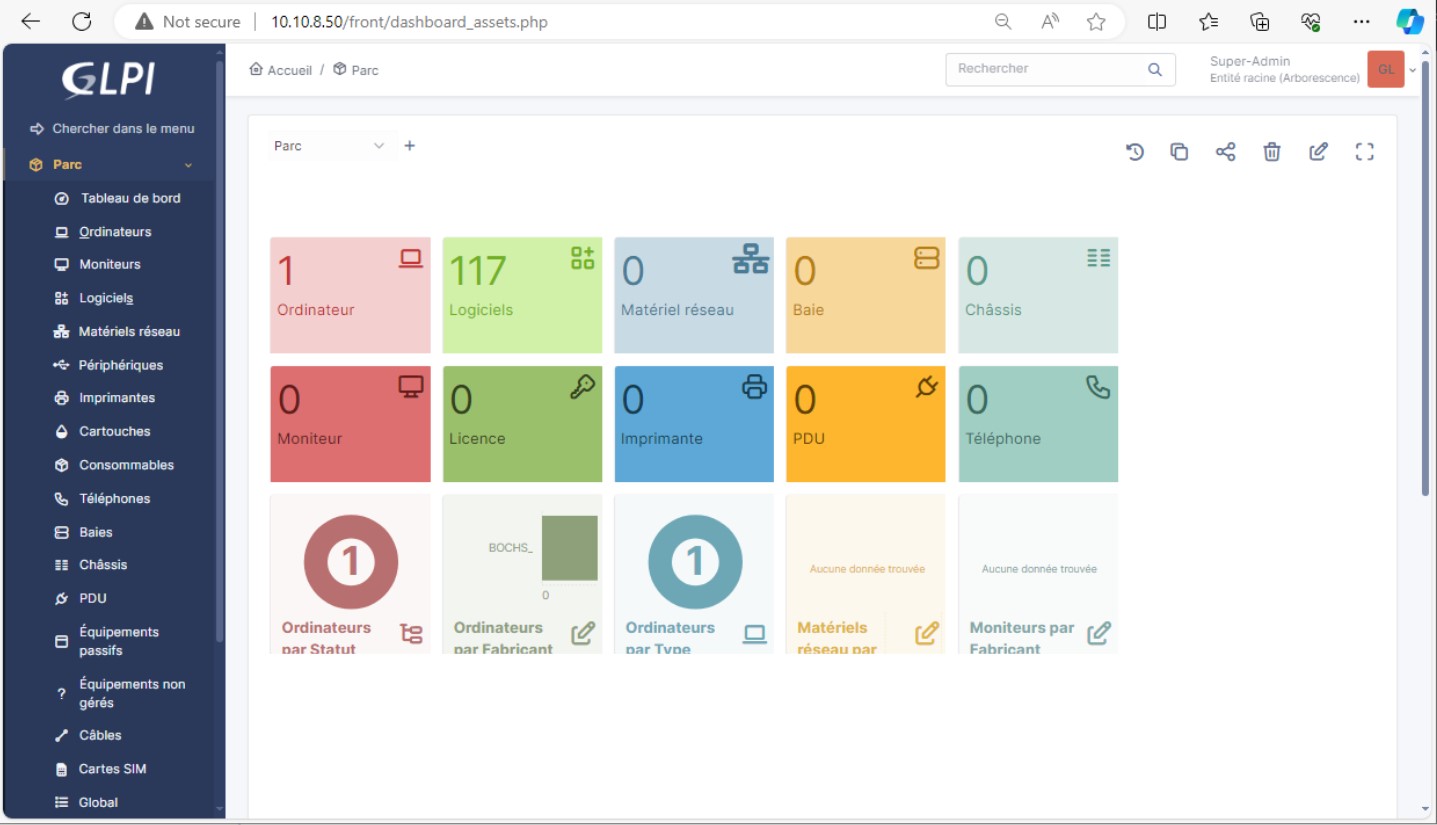 Not secure
10.10.8.50/front/dashboard_assets.php
GLPI
Accueil / Parc
Rechercher
Super-Admin
Entité racine (Arborescence)
GL
Chercher dans le menu
Parc
Tableau de bord
Ordinateurs
Moniteurs
Logiciels
Matériels réseau
Périphériques
Imprimantes
Cartouches
Consommables
Téléphones
Baies
Châssis
PDU
Équipements
passifs
Équipements non
gérés
Câbles
Cartes SIM
Global
Parc
1
Ordinateur
117
Logiciels
0
Matériel réseau
0
Baie
0
Châssis
0
Moniteur
0
Licence
0
Imprimante
0
PDU
0
Téléphone
1
Ordinateurs
par Statut
BOCHS_
0
Ordinateurs
par Fabricant
1
Ordinateurs
par Type
Aucune donnée trouvée
Matériels
réseau par
Aucune donnée trouvée
Moniteurs par
Fabricant